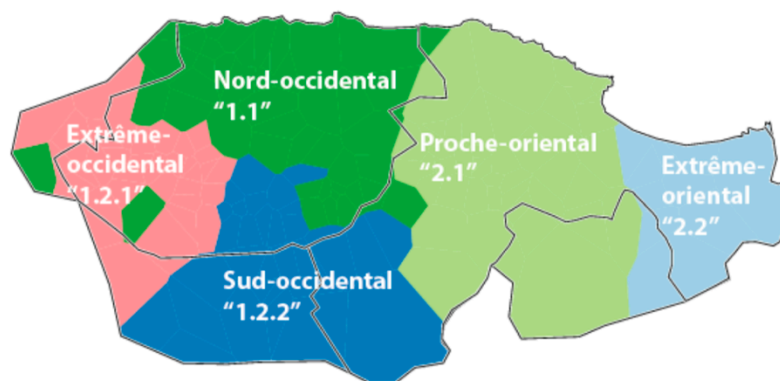 Nord-occidental
“1.1”
Extrême-
occidental
“1.2.1”
Proche-oriental
“2.1”
Extrême-
oriental
“2.2”
Sud-occidental
“1.2.2”